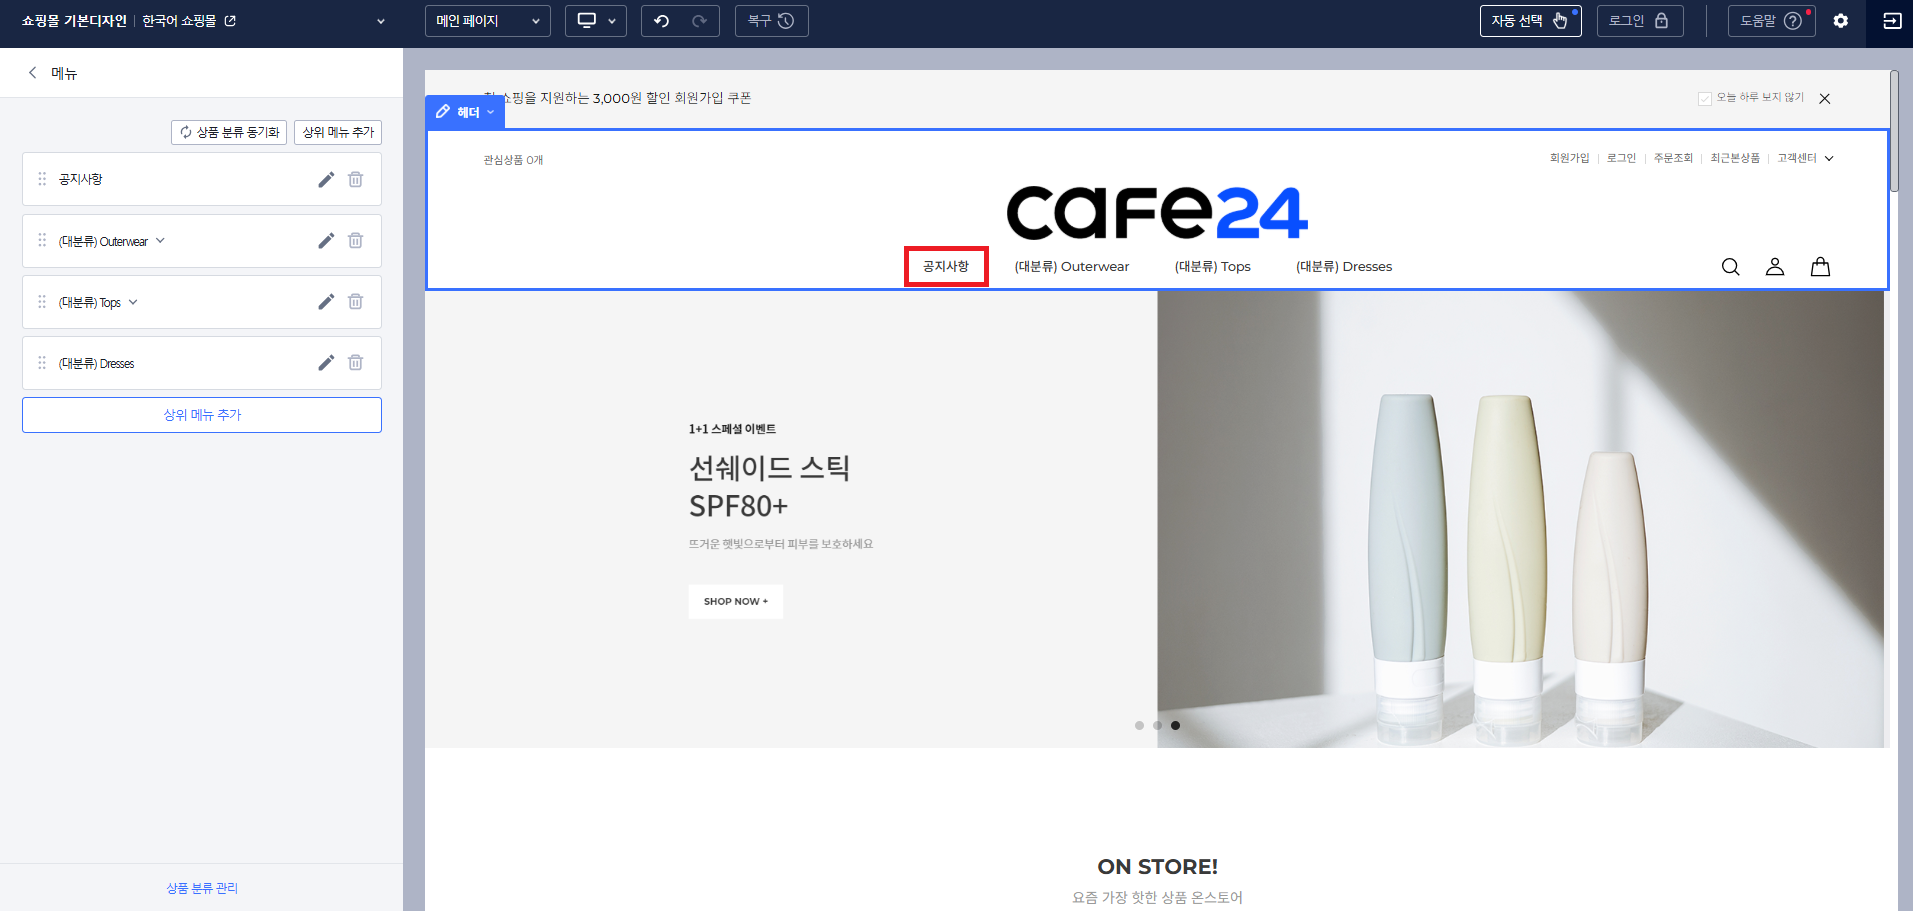 쇼핑몰 기본디자인 | 한국어 쇼핑몰
메인 페이지
복구
자동 선택
로그인
도움말
메뉴
상품 분류 동기화
상위 메뉴 추가
공지사항
(대분류) Outerwear
(대분류) Tops
(대분류) Dresses
상위 메뉴 추가
상품 분류 관리
쇼핑을 지원하는 3,000원 할인 회원가입 쿠폰
오늘 하루 보지 않기
헤더
관심상품 0개
회원가입 | 로그인 | 주문조회 | 최근본상품 | 고객센터
cafe24
공지사항 (대분류) Outerwear (대분류) Tops (대분류) Dresses
1+1 스페셜 이벤트
선쉐이드 스틱
SPF80+
뜨거운 햇빛으로부터 피부를 보호하세요
SHOP NOW +
ON STORE!
요즘 가장 핫한 상품 온스토어